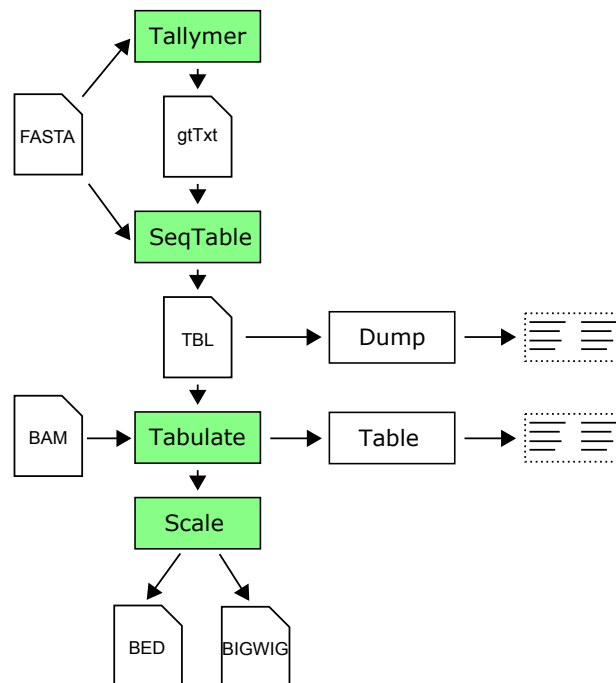 Tallymer
FASTA
gtTxt
SeqTable
TBL
Dump
BAM
Tabulate
Table
Scale
BED
BIGWIG